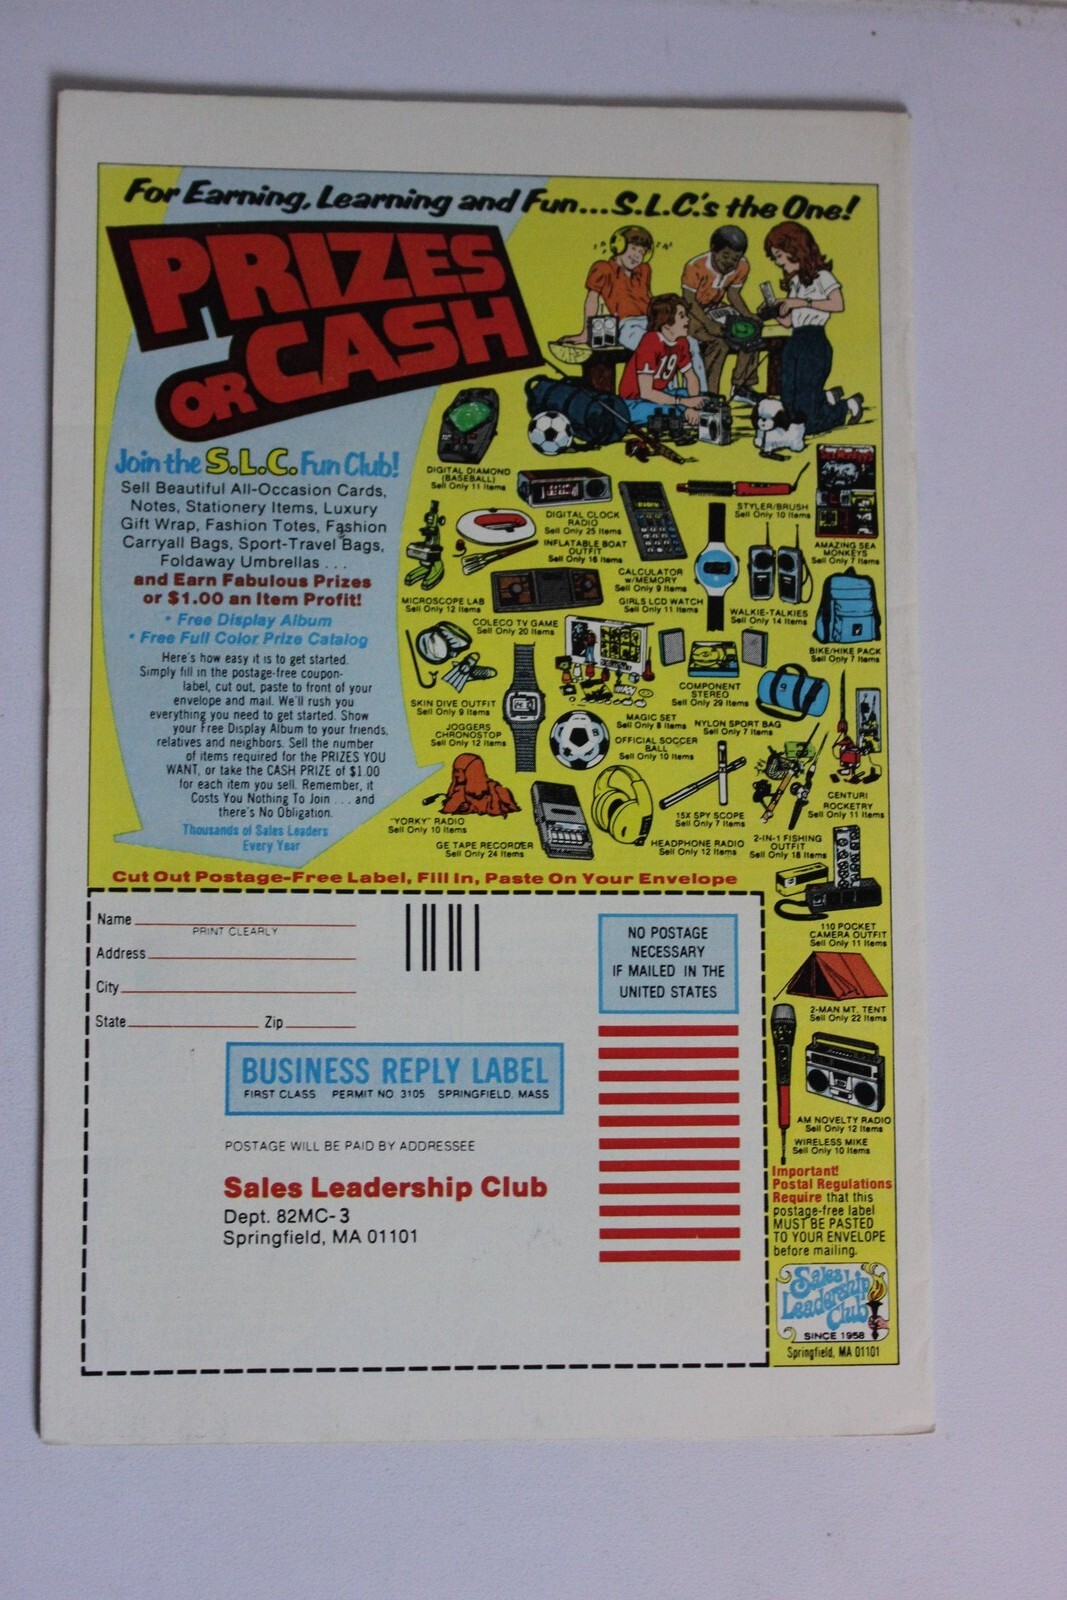 For Earning, Learning and Fun...S.L.C.'s the One!
PRIZES
OR CASH
Join the S.L.C. Fun Club!
Sell Beautiful All-Occasion Cards,
Notes, Stationery Items, Luxury
Gift Wrap, Fashion Totes, Fashion
Carryall Bags, Sport-Travel Bags,
Foldaway Umbrellas . . .
and Earn Fabulous Prizes
or $1.00 an Item Profit!
• Free Display Album
• Free Full Color Prize Catalog
Here's how easy it is to get started.
Simply fill in the postage-free coupon-
label, cut out, paste to front of your
envelope and mail. We'll rush you
everything you need to get started. Show
your Free Display Album to your friends,
relatives and neighbors. Sell the number
of items required for the PRIZES YOU
WANT, or take the CASH PRIZE of $1.00
for each item you sell. Remember, it
Costs You Nothing To Join . . . and
there's No Obligation.
Thousands of Sales Leaders
Every Year
19
DIGITAL DIAMOND
(BASEBALL)
Sell Only 11 Items
DIGITAL CLOCK
RADIO
Sell Only 25 Items
STYLER/BRUSH
Sell Only 10 Items
AMAZING SEA
MONKEYS
Sell Only 7 Items
INFLATABLE BOAT
OUTFIT
Sell Only 16 Items
CALCULATOR
w/MEMORY
Sell Only 9 Items
MICROSCOPE LAB
Sell Only 12 Items
GIRLS LCD WATCH
Sell Only 11 Items
WALKIE-TALKIES
Sell Only 14 Items
COLECO TV GAME
Sell Only 20 Items
BIKE/HIKE PACK
Sell Only 7 Items
SKIN DIVE OUTFIT
Sell Only 9 Items
COMPONENT
STEREO
Sell Only 29 Items
9
MAGIC SET
Sell Only 8 Items
NYLON SPORT BAG
Sell Only 7 Items
JOGGERS
CHRONOSTOP
Sell Only 12 Items
OFFICIAL SOCCER
BALL
Sell Only 10 Items
CENTURI
ROCKETRY
Sell Only 11 Items
"YORKY" RADIO
Sell Only 10 Items
15X SPY SCOPE
Sell Only 7 Items
GE TAPE RECORDER
Sell Only 24 Items
HEADPHONE RADIO
Sell Only 12 Items
2-IN-1 FISHING
OUTFIT
Sell Only 18 Items
110 POCKET
CAMERA OUTFIT
Sell Only 11 Items
2-MAN MT. TENT
Sell Only 22 Items
AM NOVELTY RADIO
Sell Only 12 Items
WIRELESS MIKE
Sell Only 10 Items
Cut Out Postage-Free Label, Fill In, Paste On Your Envelope
Name
PRINT CLEARLY
Address
City
State Zip
NO POSTAGE
NECESSARY
IF MAILED IN THE
UNITED STATES
BUSINESS REPLY LABEL
FIRST CLASS PERMIT NO. 3105 SPRINGFIELD, MASS
POSTAGE WILL BE PAID BY ADDRESSEE
Sales Leadership Club
Dept. 82MC-3
Springfield, MA 01101
Important!
Postal Regulations
Require that this
postage-free label
MUST BE PASTED
TO YOUR ENVELOPE
before mailing.
Sales
Leadership
Club
SINCE 1958
Springfield, MA 01101